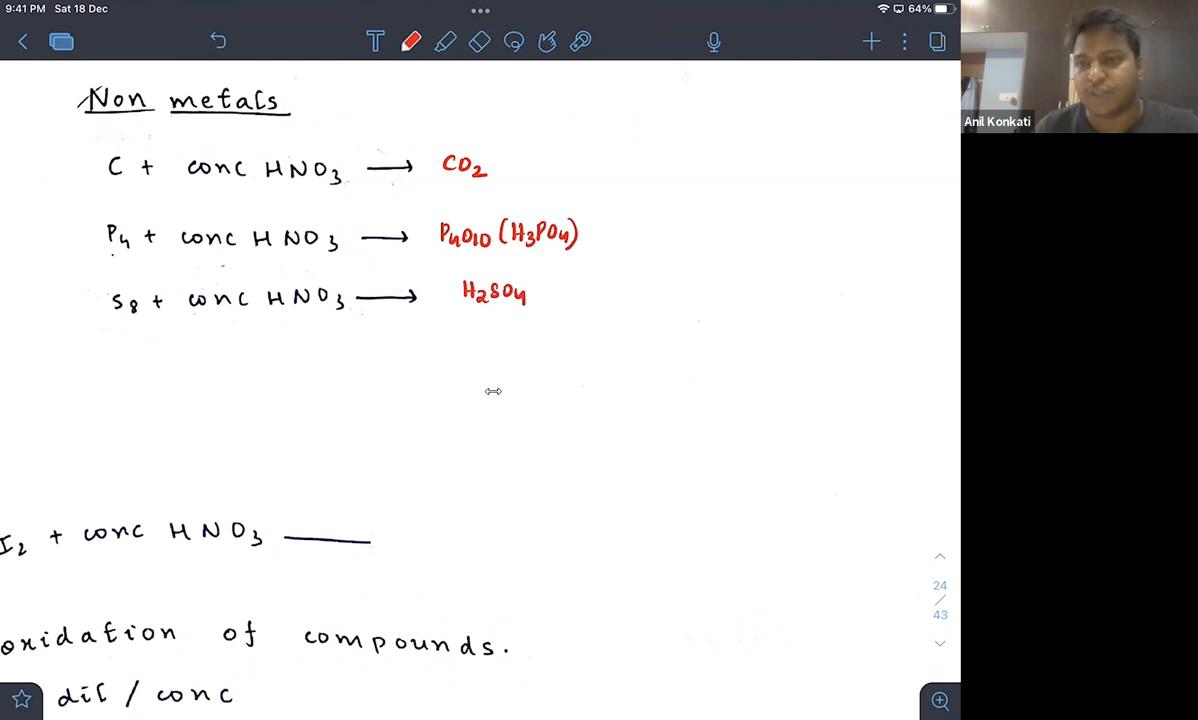 9:41 PM Sat 18 Dec
64%
Anil Konkati
Non metals
C + conc HNO3 → CO2
P4 + conc HNO3 → P4O10 (H3PO4)
S8 + conc HNO3 → H2SO4
I2 + conc HNO3
oxidation of compounds.
dil / conc
24
/
43